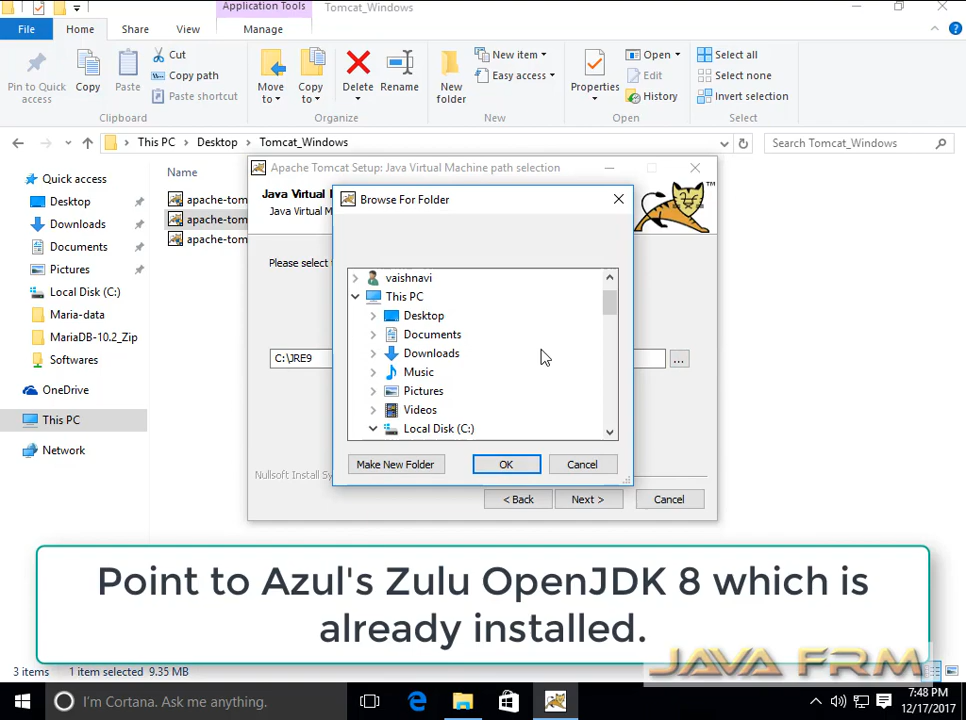 Application Tools
Tomcat_Windows
File
Home
Share
View
Manage
Pin to Quick access
Copy
Paste
Cut
Copy path
Paste shortcut
Clipboard
Move to
Copy to
Delete
Rename
Organize
New folder
New item
Easy access
New
Properties
Open
Edit
History
Open
Select all
Select none
Invert selection
Select
This PC
Desktop
Tomcat_Windows
Search Tomcat_Windows
Quick access
Desktop
Downloads
Documents
Pictures
Local Disk (C:)
Maria-data
MariaDB-10.2_Zip
Softwares
OneDrive
This PC
Network
Name
apache-tom
apache-tom
apache-tom
Apache Tomcat Setup: Java Virtual Machine path selection
Java Virtual
Java Virtual M
TM
Please select
C:\JRE9
...
Nullsoft Install Sy
< Back
Next >
Cancel
Browse For Folder
vaishnavi
This PC
Desktop
Documents
Downloads
Music
Pictures
Videos
Local Disk (C:)
Make New Folder
OK
Cancel
Point to Azul's Zulu OpenJDK 8 which is
already installed.
JAVA FRM
3 items
1 item selected 9.35 MB
I'm Cortana. Ask me anything.
7:48 PM
12/17/2017